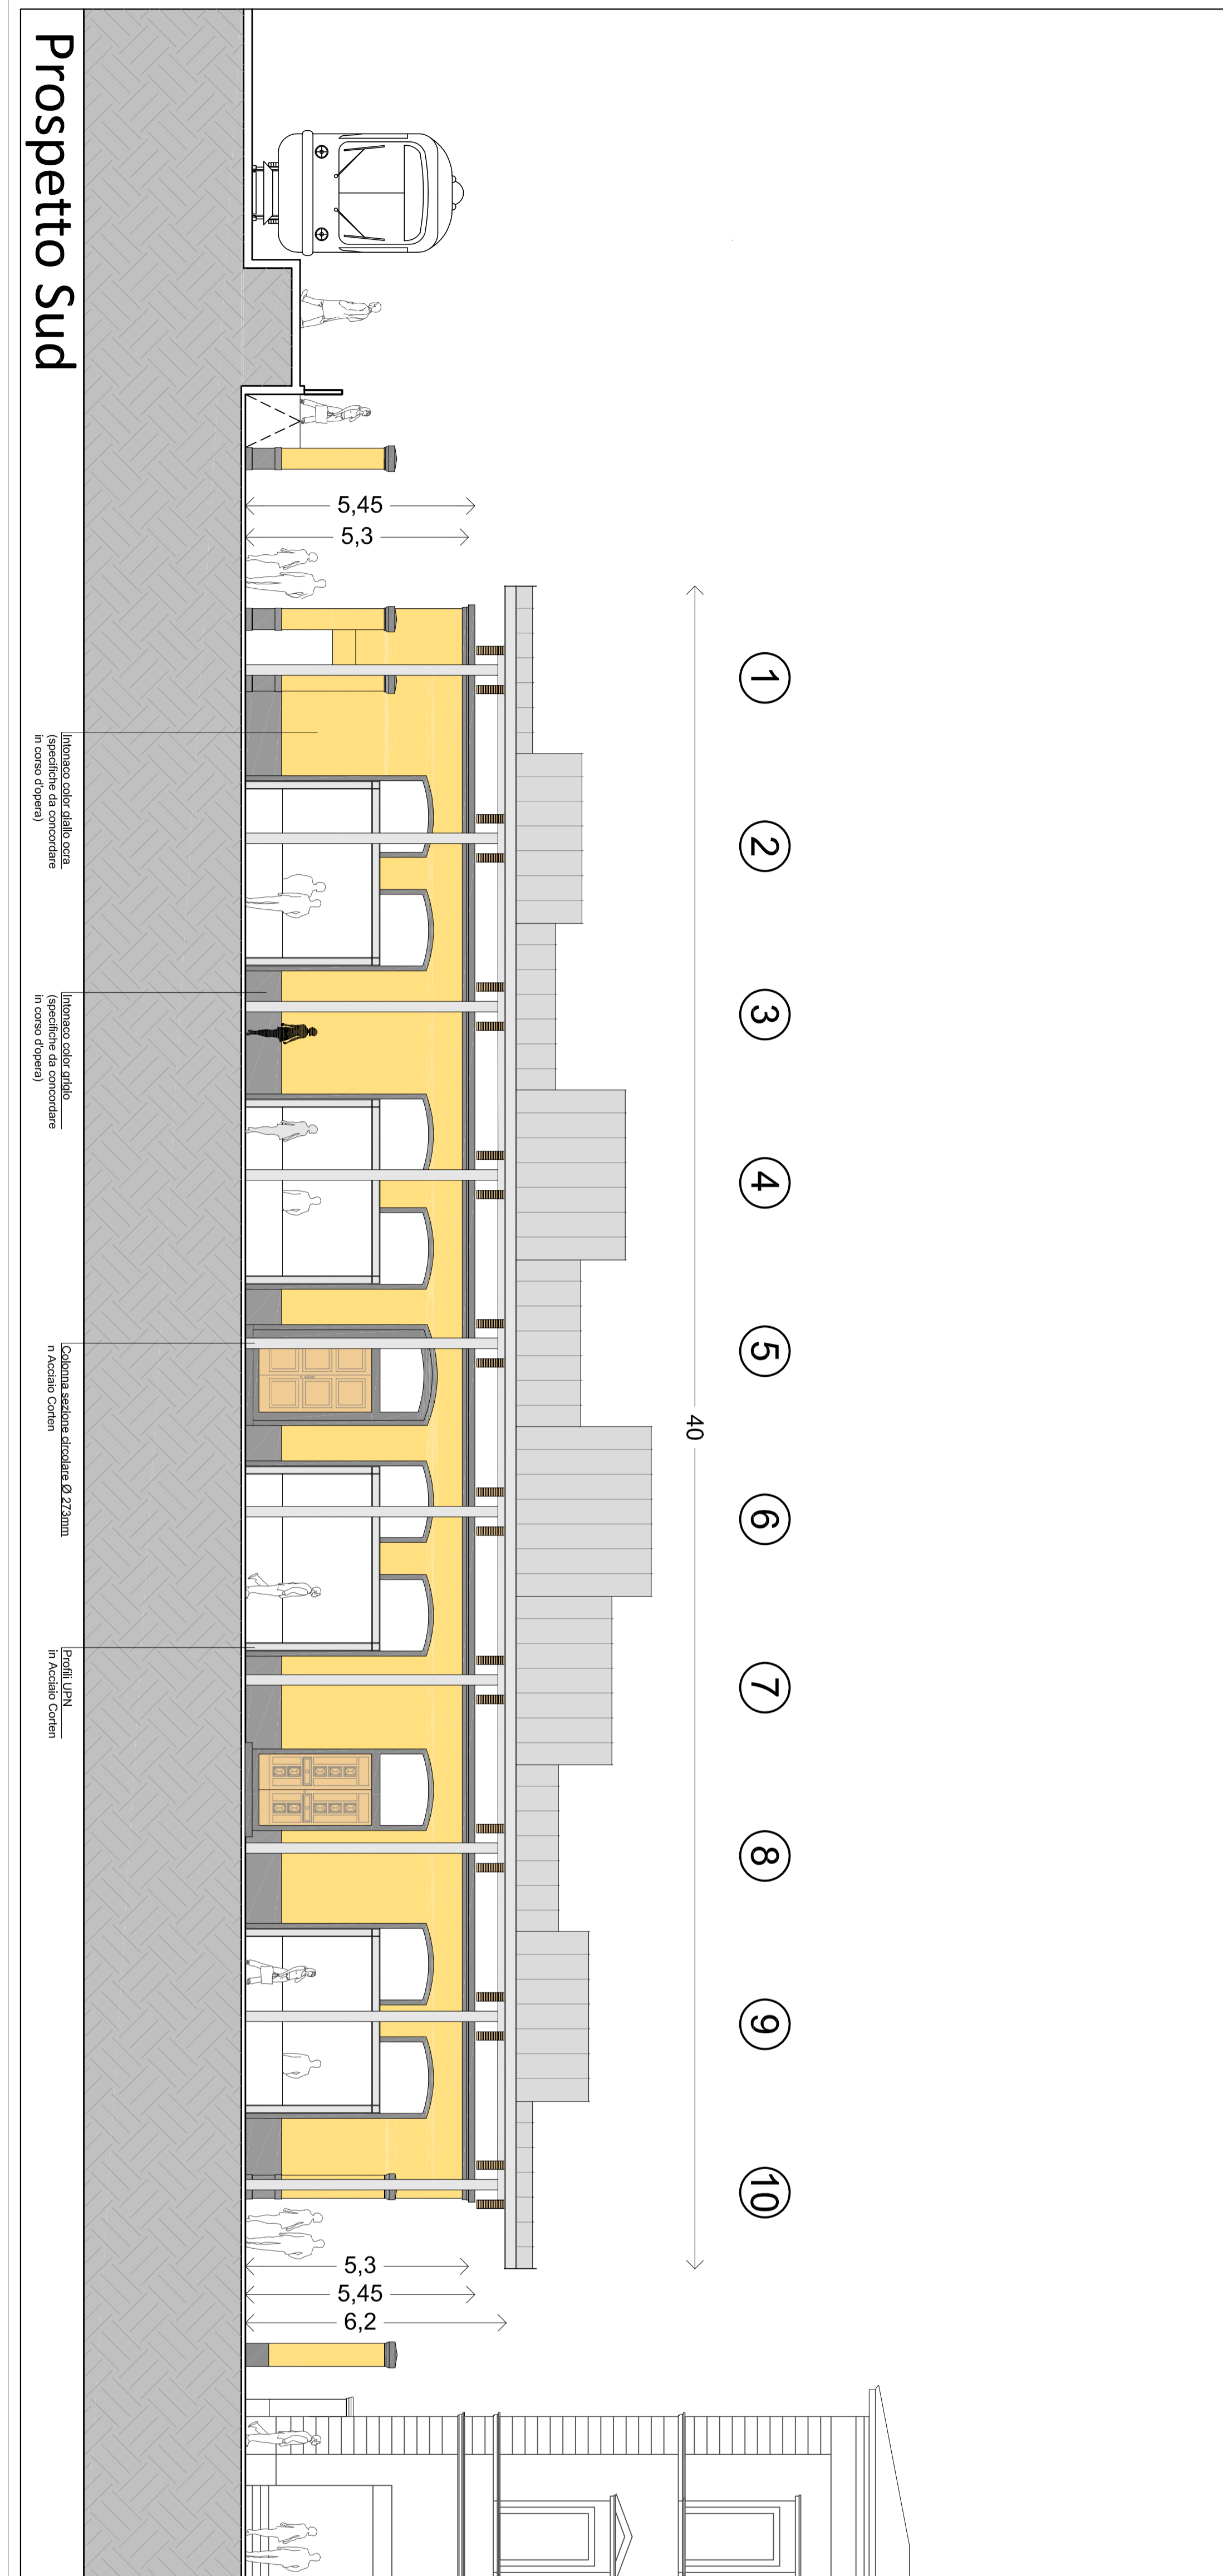 1
2
3
4
5
6
7
8
9
10
40
5,45
5,3
5,3
5,45
6,2
Intonaco color giallo ocra
(specifiche da concordare
in corso d'opera)
Intonaco color grigio
(specifiche da concordare
in corso d'opera)
Colonna sezione circolare Ø 273mm
n Acciaio Corten
Profili UPN
in Acciaio Corten
Prospetto Sud